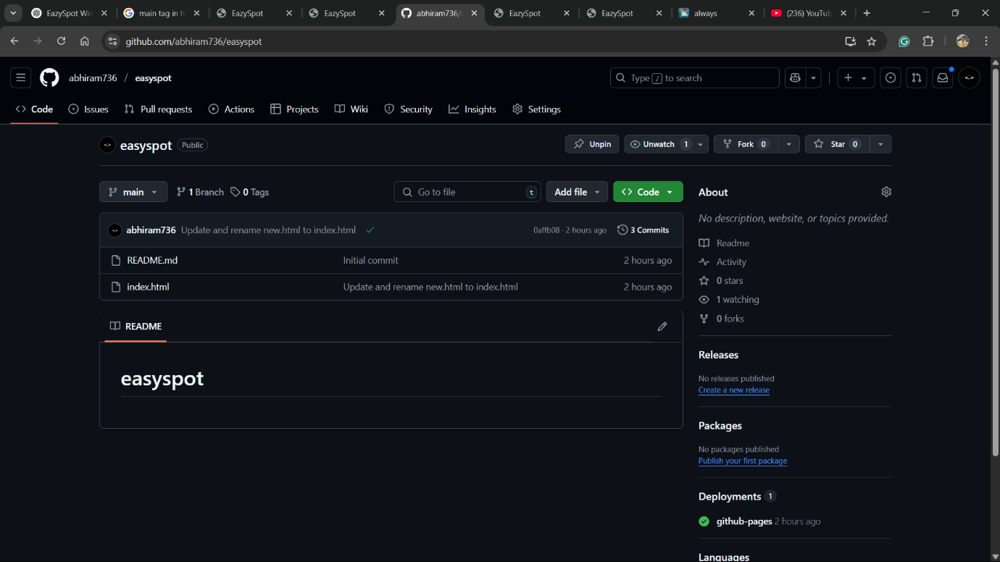 EazySpot We
main tag in h
EazySpot
EazySpot
abhiram736/
EazySpot
EazySpot
always
(236) YouTub
github.com/abhiram736/easyspot
abhiram736 / easyspot
Type / to search
Code Issues Pull requests Actions Projects Wiki Security Insights Settings
easyspot Public
Unpin Unwatch 1 Fork 0 Star 0
main 1 Branch 0 Tags
Go to file t Add file Code
abhiram736 Update and rename new.html to index.html 0affb08 · 2 hours ago 3 Commits
README.md Initial commit 2 hours ago
index.html Update and rename new.html to index.html 2 hours ago
README
easyspot
About
No description, website, or topics provided.
Readme
Activity
0 stars
1 watching
0 forks
Releases
No releases published
Create a new release
Packages
No packages published
Publish your first package
Deployments 1
github-pages 2 hours ago
Languages